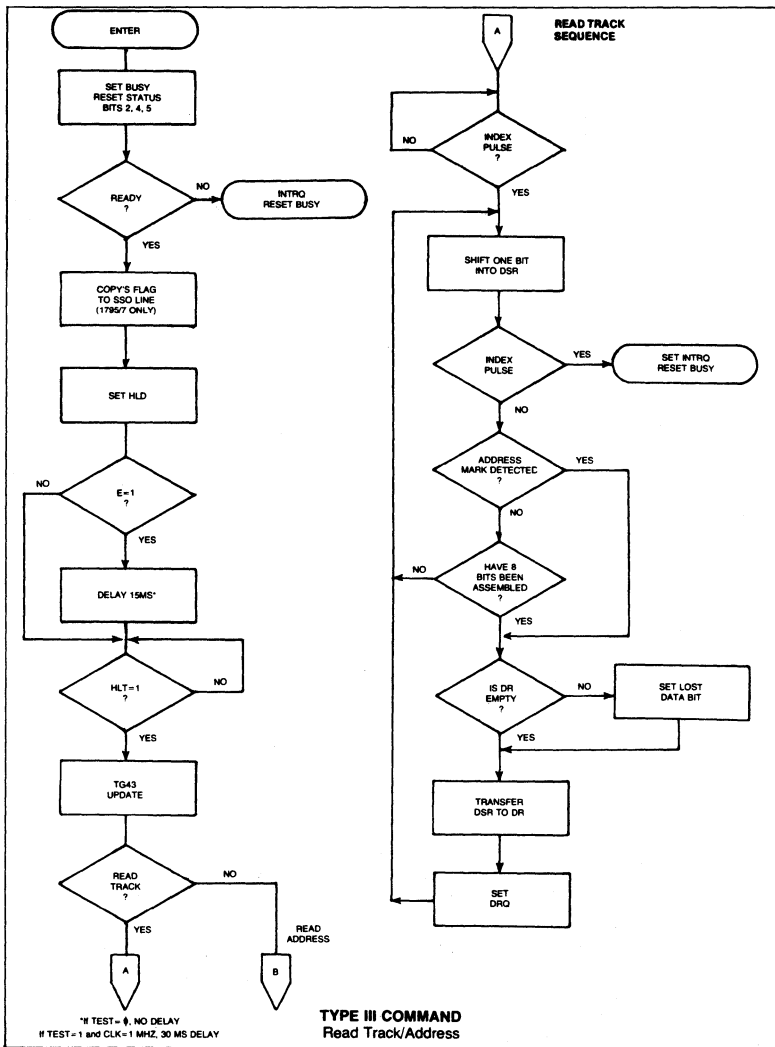 ENTER
SET BUSY
RESET STATUS
BITS 2, 4, 5
READY
?
NO
INTRQ
RESET BUSY
YES
COPY'S FLAG
TO SSO LINE
(1795/7 ONLY)
SET HLD
E=1
?
NO
YES
DELAY 15MS*
HLT=1
?
NO
YES
TG43
UPDATE
READ
TRACK
?
NO
YES
READ
ADDRESS
A
B
*If TEST=ϕ, NO DELAY
If TEST=1 and CLK=1 MHZ, 30 MS DELAY
A
READ TRACK
SEQUENCE
INDEX
PULSE
?
NO
YES
SHIFT ONE BIT
INTO DSR
INDEX
PULSE
YES
SET INTRQ
RESET BUSY
NO
ADDRESS
MARK DETECTED
?
YES
NO
HAVE 8
BITS BEEN
ASSEMBLED
?
NO
YES
IS DR
EMPTY
?
NO
SET LOST
DATA BIT
YES
TRANSFER
DSR TO DR
SET
DRQ
TYPE III COMMAND
Read Track/Address